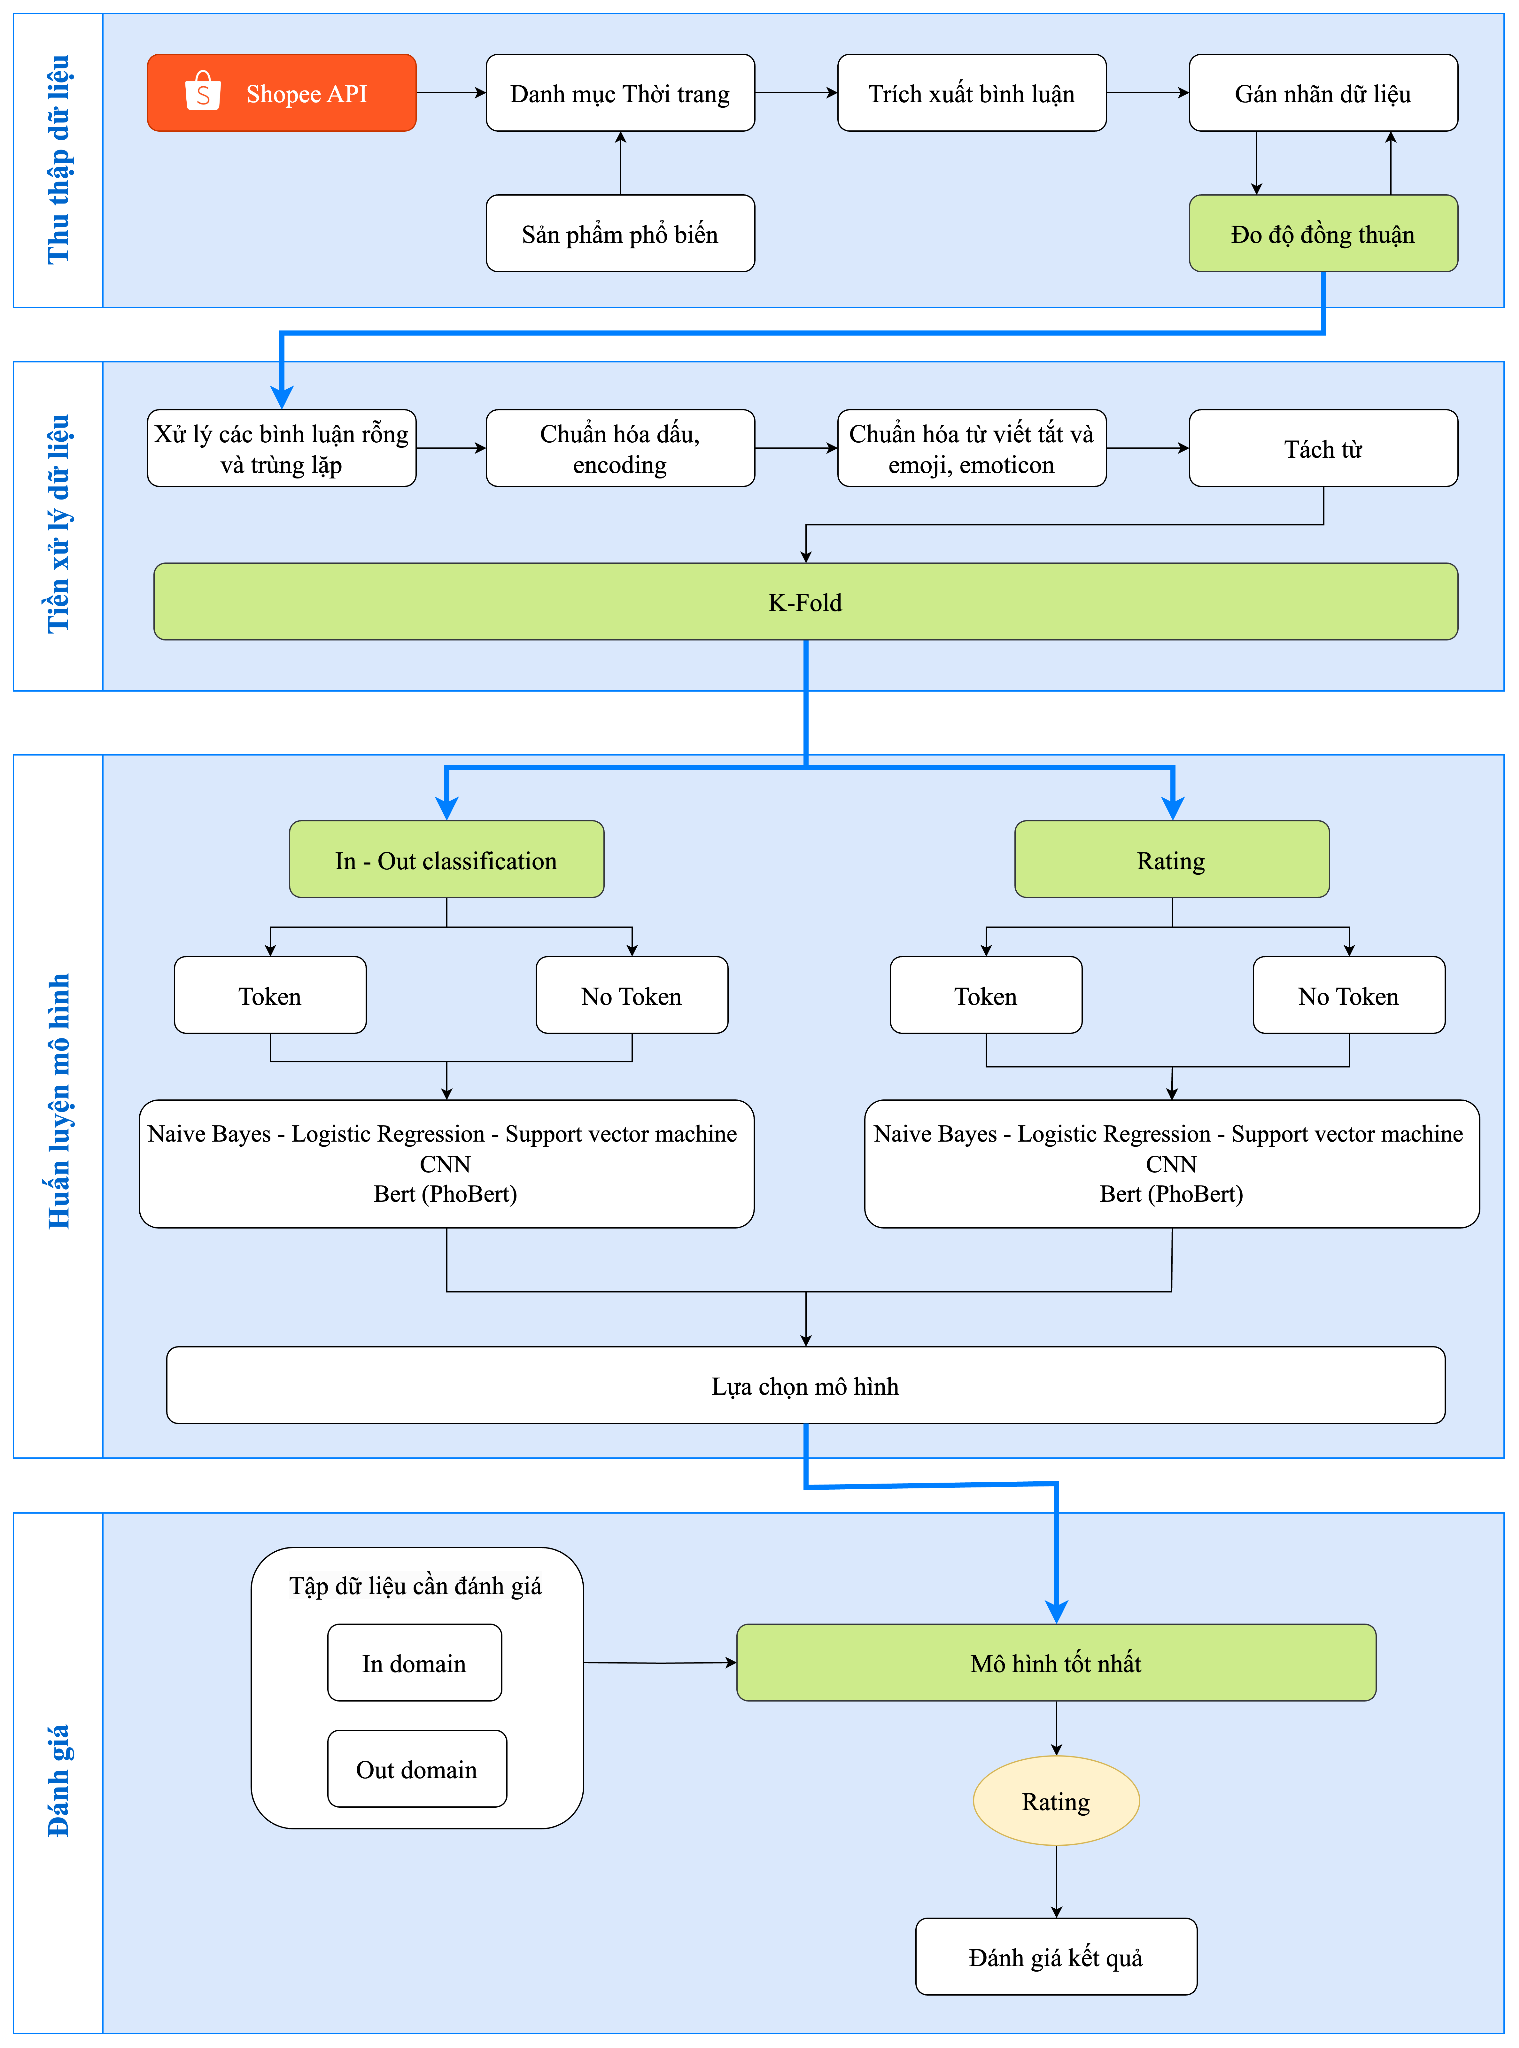 Thu thập dữ liệu
Shopee API
Danh mục Thời trang
Trích xuất bình luận
Gán nhãn dữ liệu
Sản phẩm phổ biến
Đo độ đồng thuận
Tiền xử lý dữ liệu
Xử lý các bình luận rỗng
và trùng lặp
Chuẩn hóa dấu,
encoding
Chuẩn hóa từ viết tắt và
emoji, emoticon
Tách từ
K-Fold
Huấn luyện mô hình
In - Out classification
Rating
Token
No Token
Token
No Token
Naive Bayes - Logistic Regression - Support vector machine
CNN
Bert (PhoBert)
Naive Bayes - Logistic Regression - Support vector machine
CNN
Bert (PhoBert)
Lựa chọn mô hình
Đánh giá
Tập dữ liệu cần đánh giá
In domain
Out domain
Mô hình tốt nhất
Rating
Đánh giá kết quả